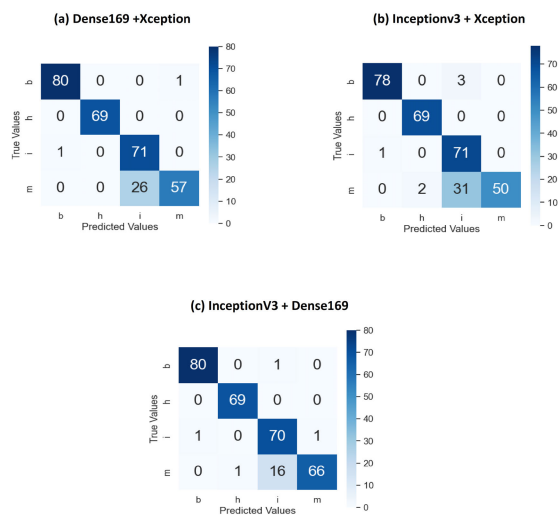 (a) Dense169 +Xception
b 80 0 0 1
h 0 69 0 0
i 1 0 71 0
m 0 0 26 57
b h i m
True Values
Predicted Values
80
70
60
50
40
30
20
10
0
(b) Inceptionv3 + Xception
b 78 0 3 0
h 0 69 0 0
i 1 0 71 0
m 0 2 31 50
b h i m
True Values
Predicted Values
70
60
50
40
30
20
10
0
(c) InceptionV3 + Dense169
b 80 0 1 0
h 0 69 0 0
i 1 0 70 1
m 0 1 16 66
b h i m
True Values
Predicted Values
80
70
60
50
40
30
20
10
0